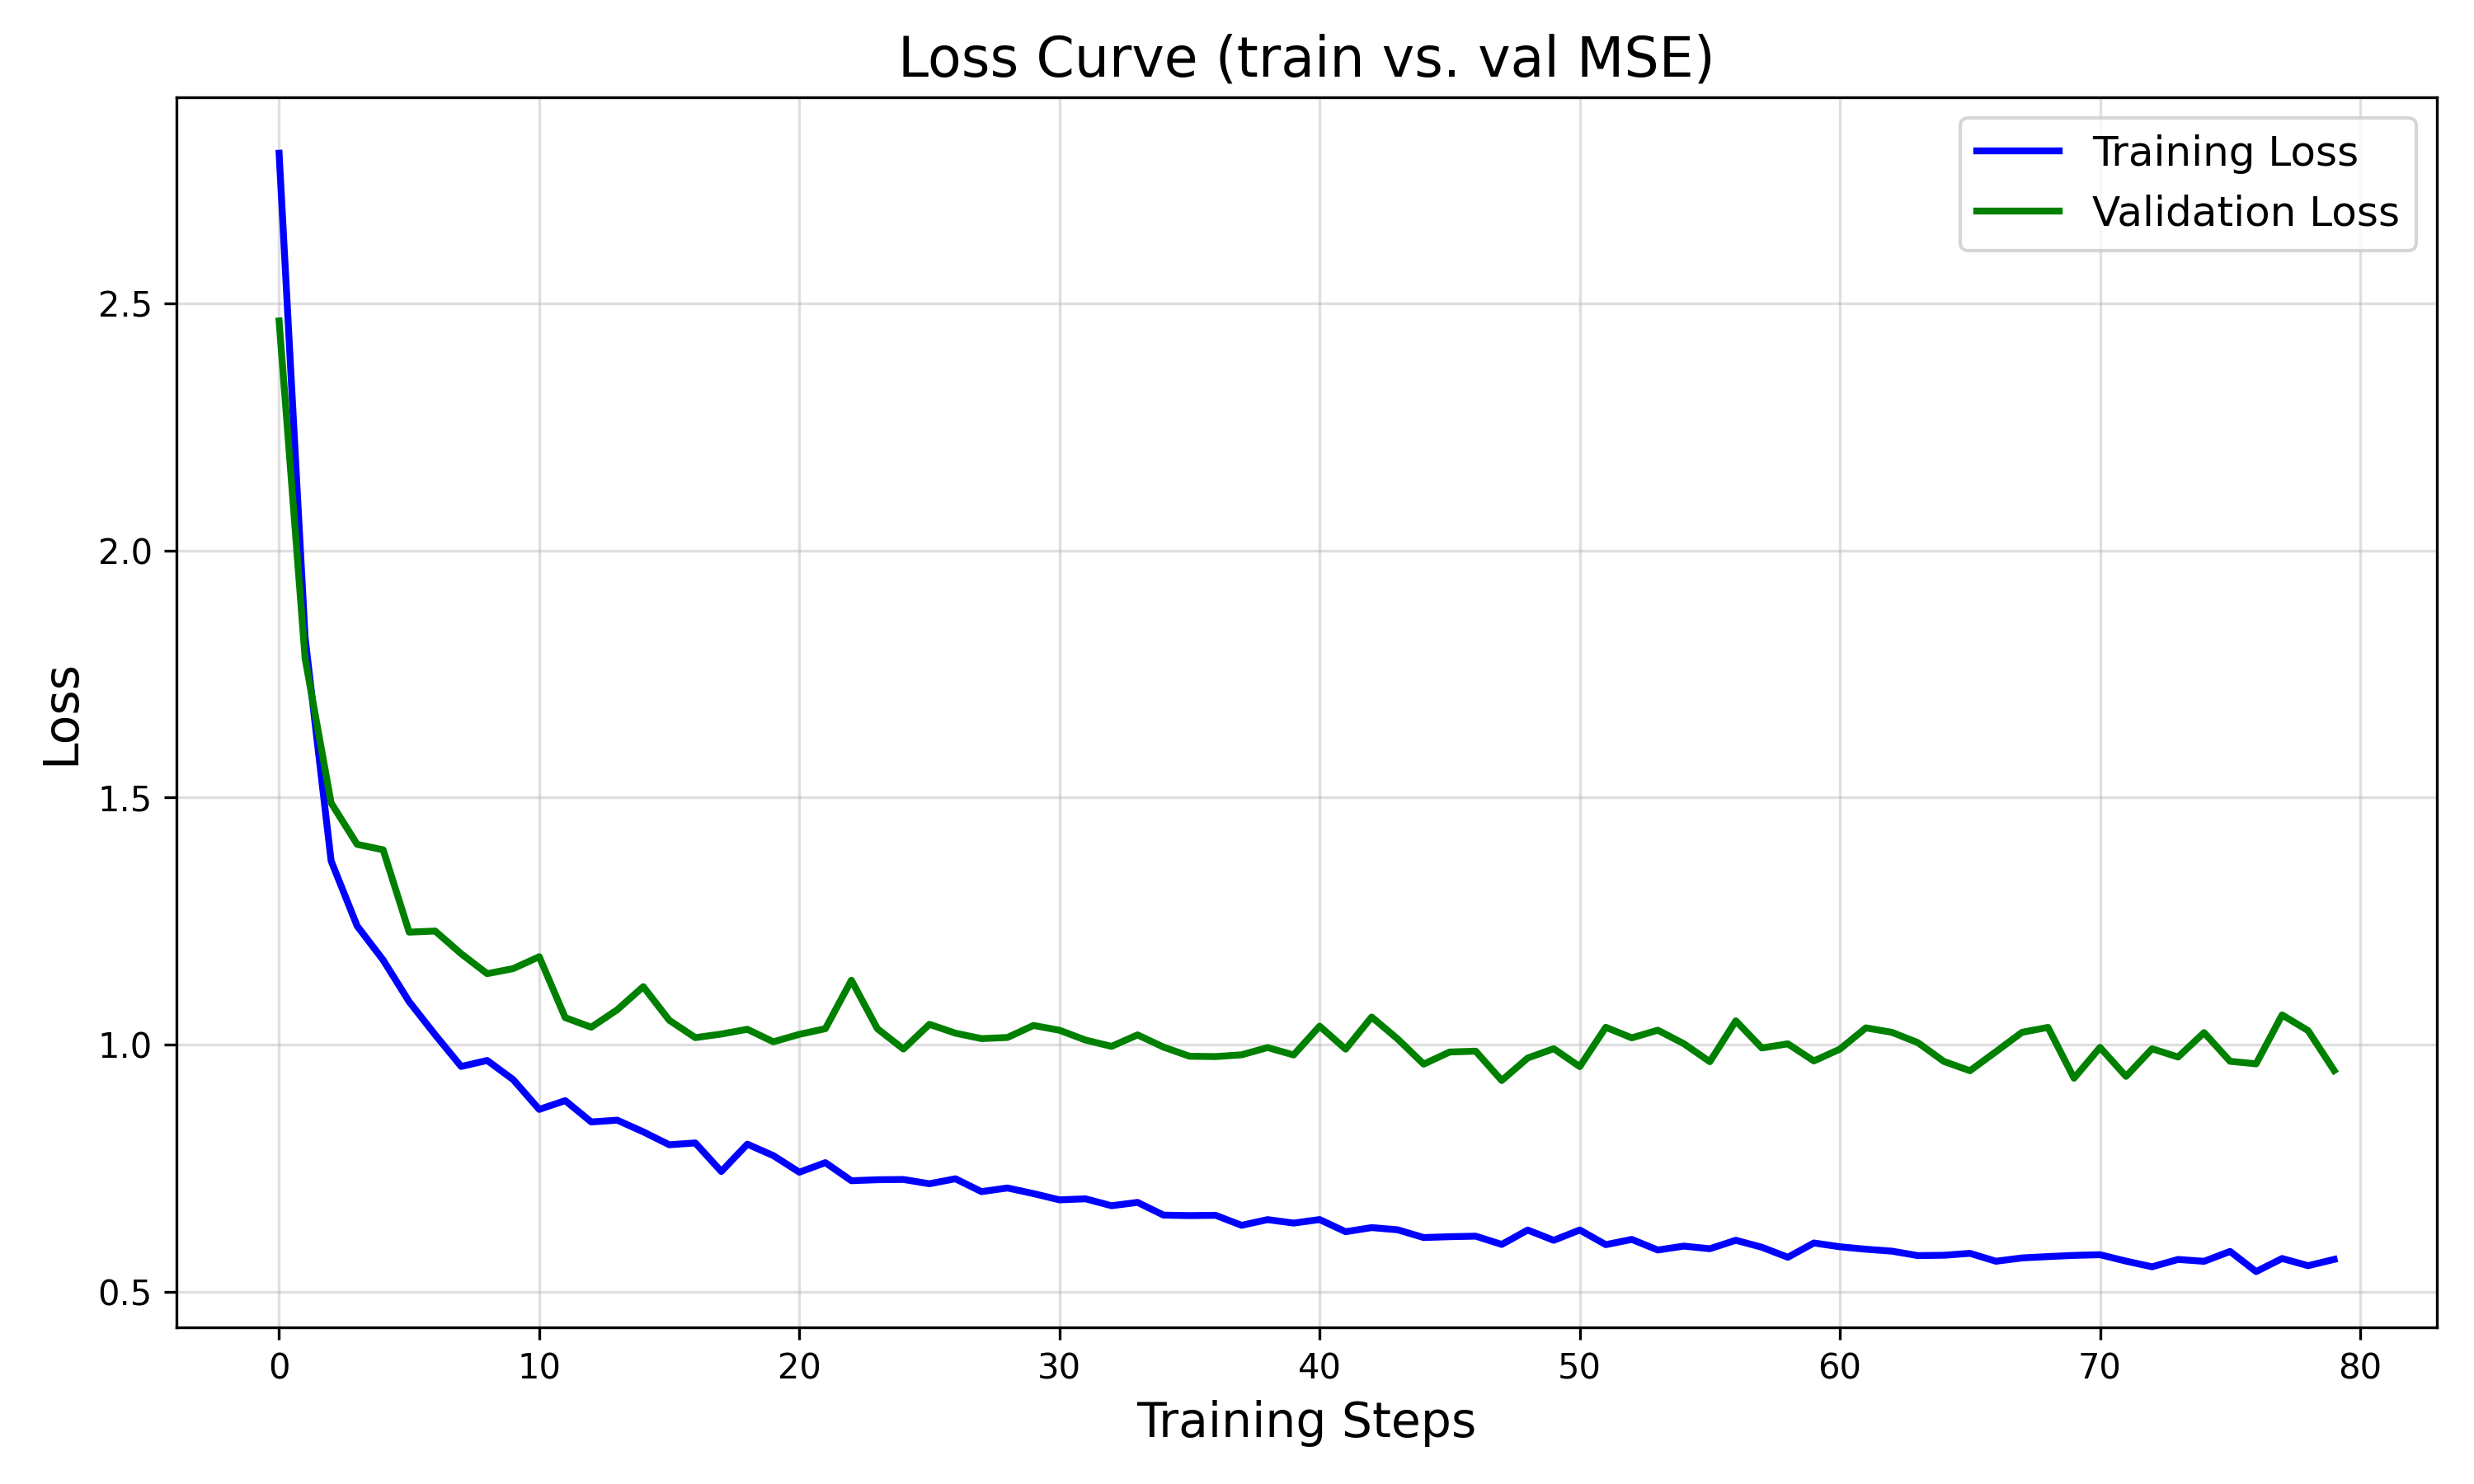 Loss Curve (train vs. val MSE)
Training Loss
Validation Loss
2.5
2.0
1.5
1.0
0.5
Loss
0 10 20 30 40 50 60 70 80
Training Steps